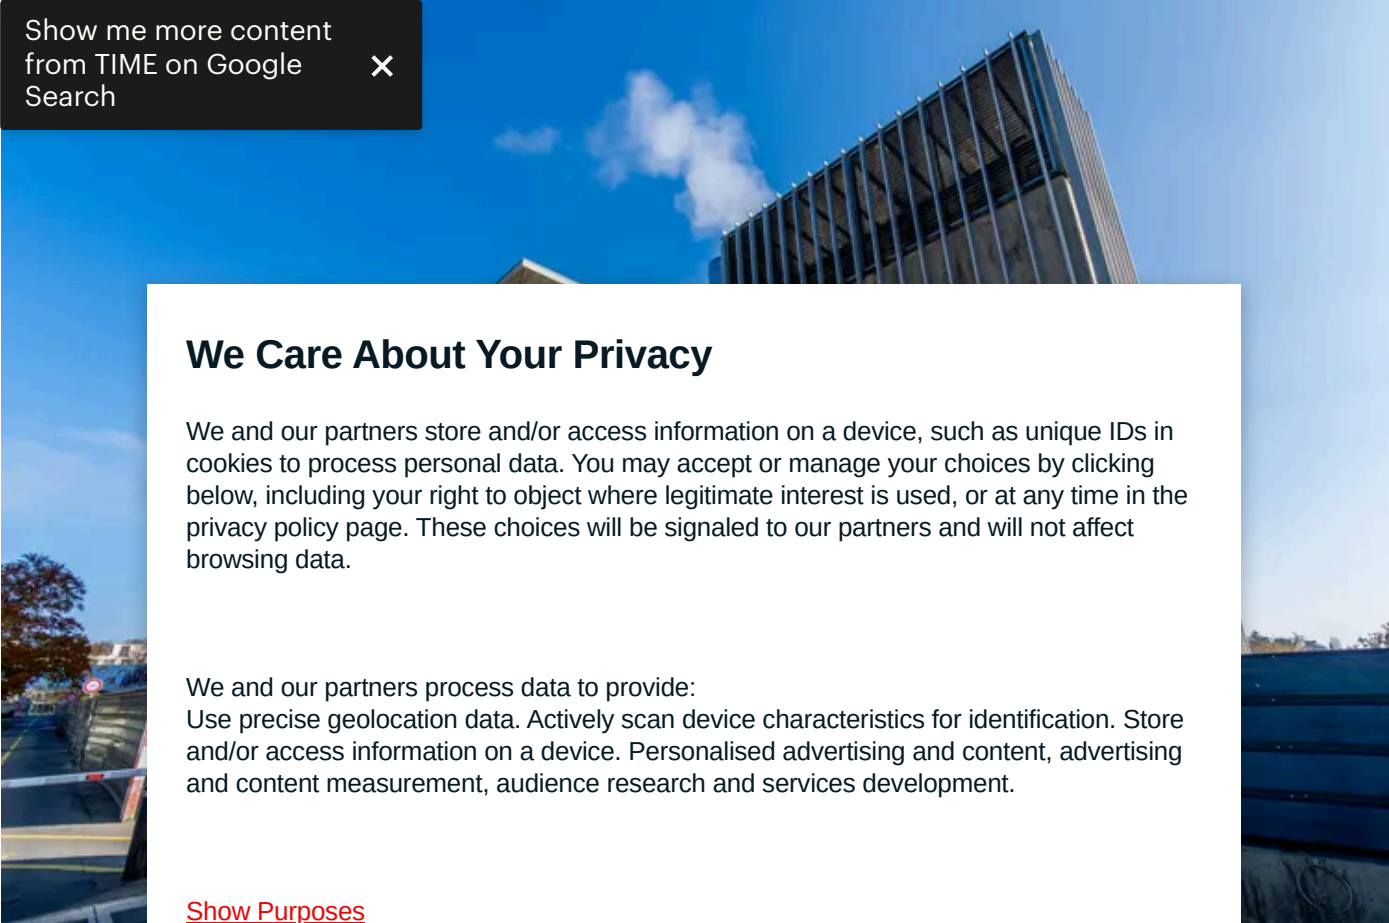 Show me more content
from TIME on Google
Search
We Care About Your Privacy
We and our partners store and/or access information on a device, such as unique IDs in
cookies to process personal data. You may accept or manage your choices by clicking
below, including your right to object where legitimate interest is used, or at any time in the
privacy policy page. These choices will be signaled to our partners and will not affect
browsing data.
We and our partners process data to provide:
Use precise geolocation data. Actively scan device characteristics for identification. Store
and/or access information on a device. Personalised advertising and content, advertising
and content measurement, audience research and services development.
Show Purposes